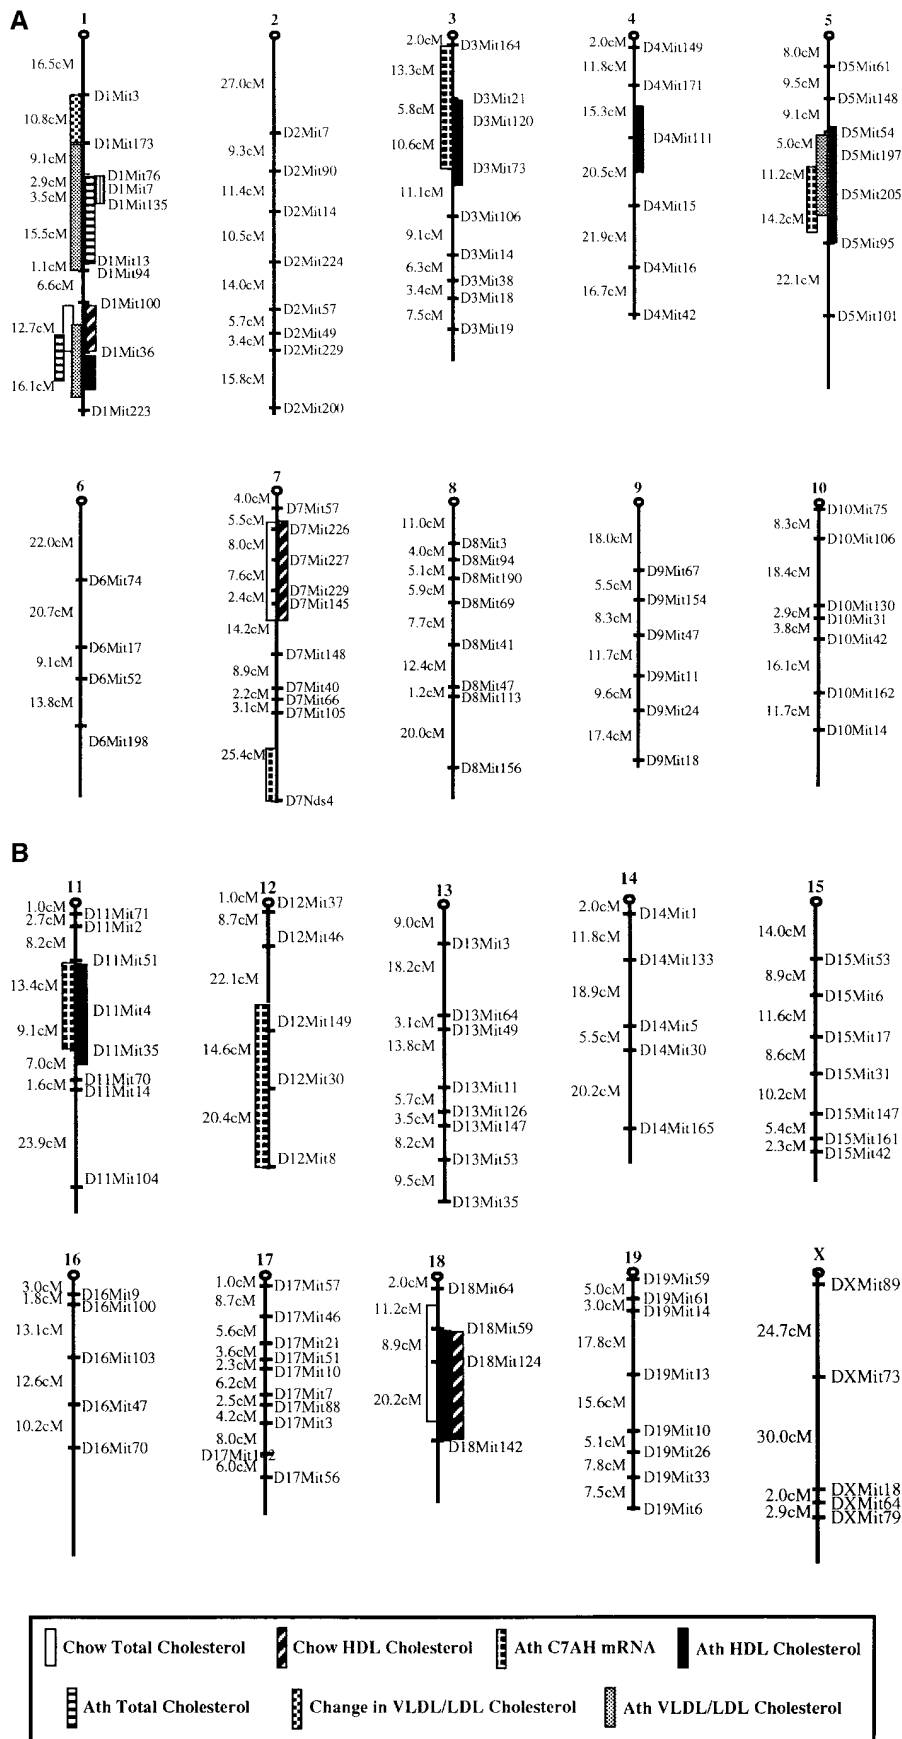 A
1
16.5cM
D1Mit3
10.8cM
D1Mit173
9.1cM
D1Mit76
2.9cM
D1Mit7
3.5cM
D1Mit135
15.5cM
D1Mit13
1.1cM
D1Mit94
6.6cM
D1Mit100
12.7cM
D1Mit36
16.1cM
D1Mit223
2
27.0cM
D2Mit7
9.3cM
D2Mit90
11.4cM
D2Mit14
10.5cM
D2Mit224
14.0cM
D2Mit57
5.7cM
D2Mit49
3.4cM
D2Mit229
15.8cM
D2Mit200
3
2.0cM
D3Mit164
13.3cM
D3Mit21
5.8cM
D3Mit120
10.6cM
D3Mit73
11.1cM
D3Mit106
9.1cM
D3Mit14
6.3cM
D3Mit38
3.4cM
D3Mit18
7.5cM
D3Mit19
4
2.0cM
D4Mit149
11.8cM
D4Mit171
15.3cM
D4Mit111
20.5cM
D4Mit15
21.9cM
D4Mit16
16.7cM
D4Mit42
5
8.0cM
D5Mit61
9.5cM
D5Mit148
9.1cM
D5Mit54
5.0cM
D5Mit197
11.2cM
D5Mit205
14.2cM
D5Mit95
22.1cM
D5Mit101
6
22.0cM
D6Mit74
20.7cM
D6Mit17
9.1cM
D6Mit52
13.8cM
D6Mit198
7
4.0cM
D7Mit57
5.5cM
D7Mit226
8.0cM
D7Mit227
7.6cM
D7Mit229
2.4cM
D7Mit145
14.2cM
D7Mit148
8.9cM
D7Mit40
2.2cM
D7Mit66
3.1cM
D7Mit105
25.4cM
D7Nds4
8
11.0cM
D8Mit3
4.0cM
D8Mit94
5.1cM
D8Mit190
5.9cM
D8Mit69
7.7cM
D8Mit41
12.4cM
D8Mit47
1.2cM
D8Mit113
20.0cM
D8Mit156
9
18.0cM
D9Mit67
5.5cM
D9Mit154
8.3cM
D9Mit47
11.7cM
D9Mit11
9.6cM
D9Mit24
17.4cM
D9Mit18
10
D10Mit75
8.3cM
D10Mit106
18.4cM
D10Mit130
2.9cM
D10Mit31
3.8cM
D10Mit42
16.1cM
D10Mit162
11.7cM
D10Mit14
B
11
1.0cM
D11Mit71
2.7cM
D11Mit2
8.2cM
D11Mit51
13.4cM
D11Mit4
9.1cM
D11Mit35
7.0cM
D11Mit70
1.6cM
D11Mit14
23.9cM
D11Mit104
12
1.0cM
D12Mit37
8.7cM
D12Mit46
22.1cM
D12Mit149
14.6cM
D12Mit30
20.4cM
D12Mit8
13
9.0cM
D13Mit3
18.2cM
D13Mit64
3.1cM
D13Mit49
13.8cM
D13Mit11
5.7cM
D13Mit126
3.5cM
D13Mit147
8.2cM
D13Mit53
9.5cM
D13Mit35
14
2.0cM
D14Mit1
11.8cM
D14Mit133
18.9cM
D14Mit5
5.5cM
D14Mit30
20.2cM
D14Mit165
15
14.0cM
D15Mit53
8.9cM
D15Mit6
11.6cM
D15Mit17
8.6cM
D15Mit31
10.2cM
D15Mit147
5.4cM
D15Mit161
2.3cM
D15Mit42
16
3.0cM
D16Mit9
1.8cM
D16Mit100
13.1cM
D16Mit103
12.6cM
D16Mit47
10.2cM
D16Mit70
17
1.0cM
D17Mit57
8.7cM
D17Mit46
5.6cM
D17Mit21
3.6cM
D17Mit51
2.3cM
D17Mit10
6.2cM
D17Mit7
2.5cM
D17Mit88
4.2cM
D17Mit3
8.0cM
6.0cM
D17Mit56
18
2.0cM
D18Mit64
11.2cM
D18Mit59
8.9cM
D18Mit124
20.2cM
D18Mit142
19
D19Mit59
5.0cM
D19Mit61
3.0cM
D19Mit14
17.8cM
D19Mit13
15.6cM
D19Mit10
5.1cM
D19Mit26
7.8cM
D19Mit33
7.5cM
D19Mit6
X
DXMit89
24.7cM
DXMit73
30.0cM
DXMit18
2.0cM
DXMit64
2.9cM
DXMit79
Chow Total Cholesterol
Chow HDL Cholesterol
Ath C7AH mRNA
Ath HDL Cholesterol
Ath Total Cholesterol
Change in VLDL/LDL Cholesterol
Ath VLDL/LDL Cholesterol